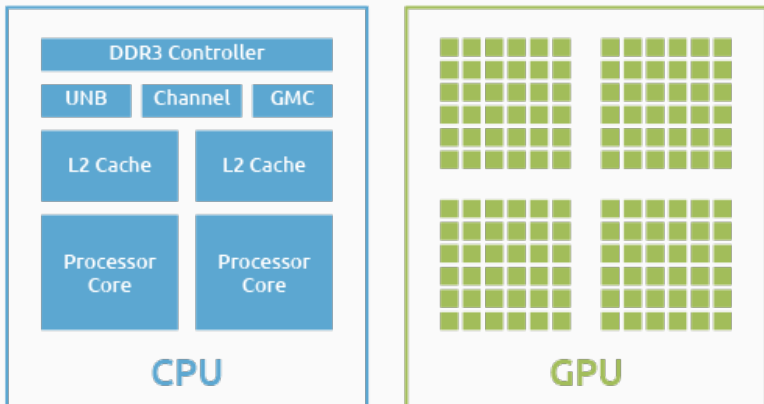 DDR3 Controller
UNB
Channel
GMC
L2 Cache
L2 Cache
Processor
Core
Processor
Core
CPU
GPU